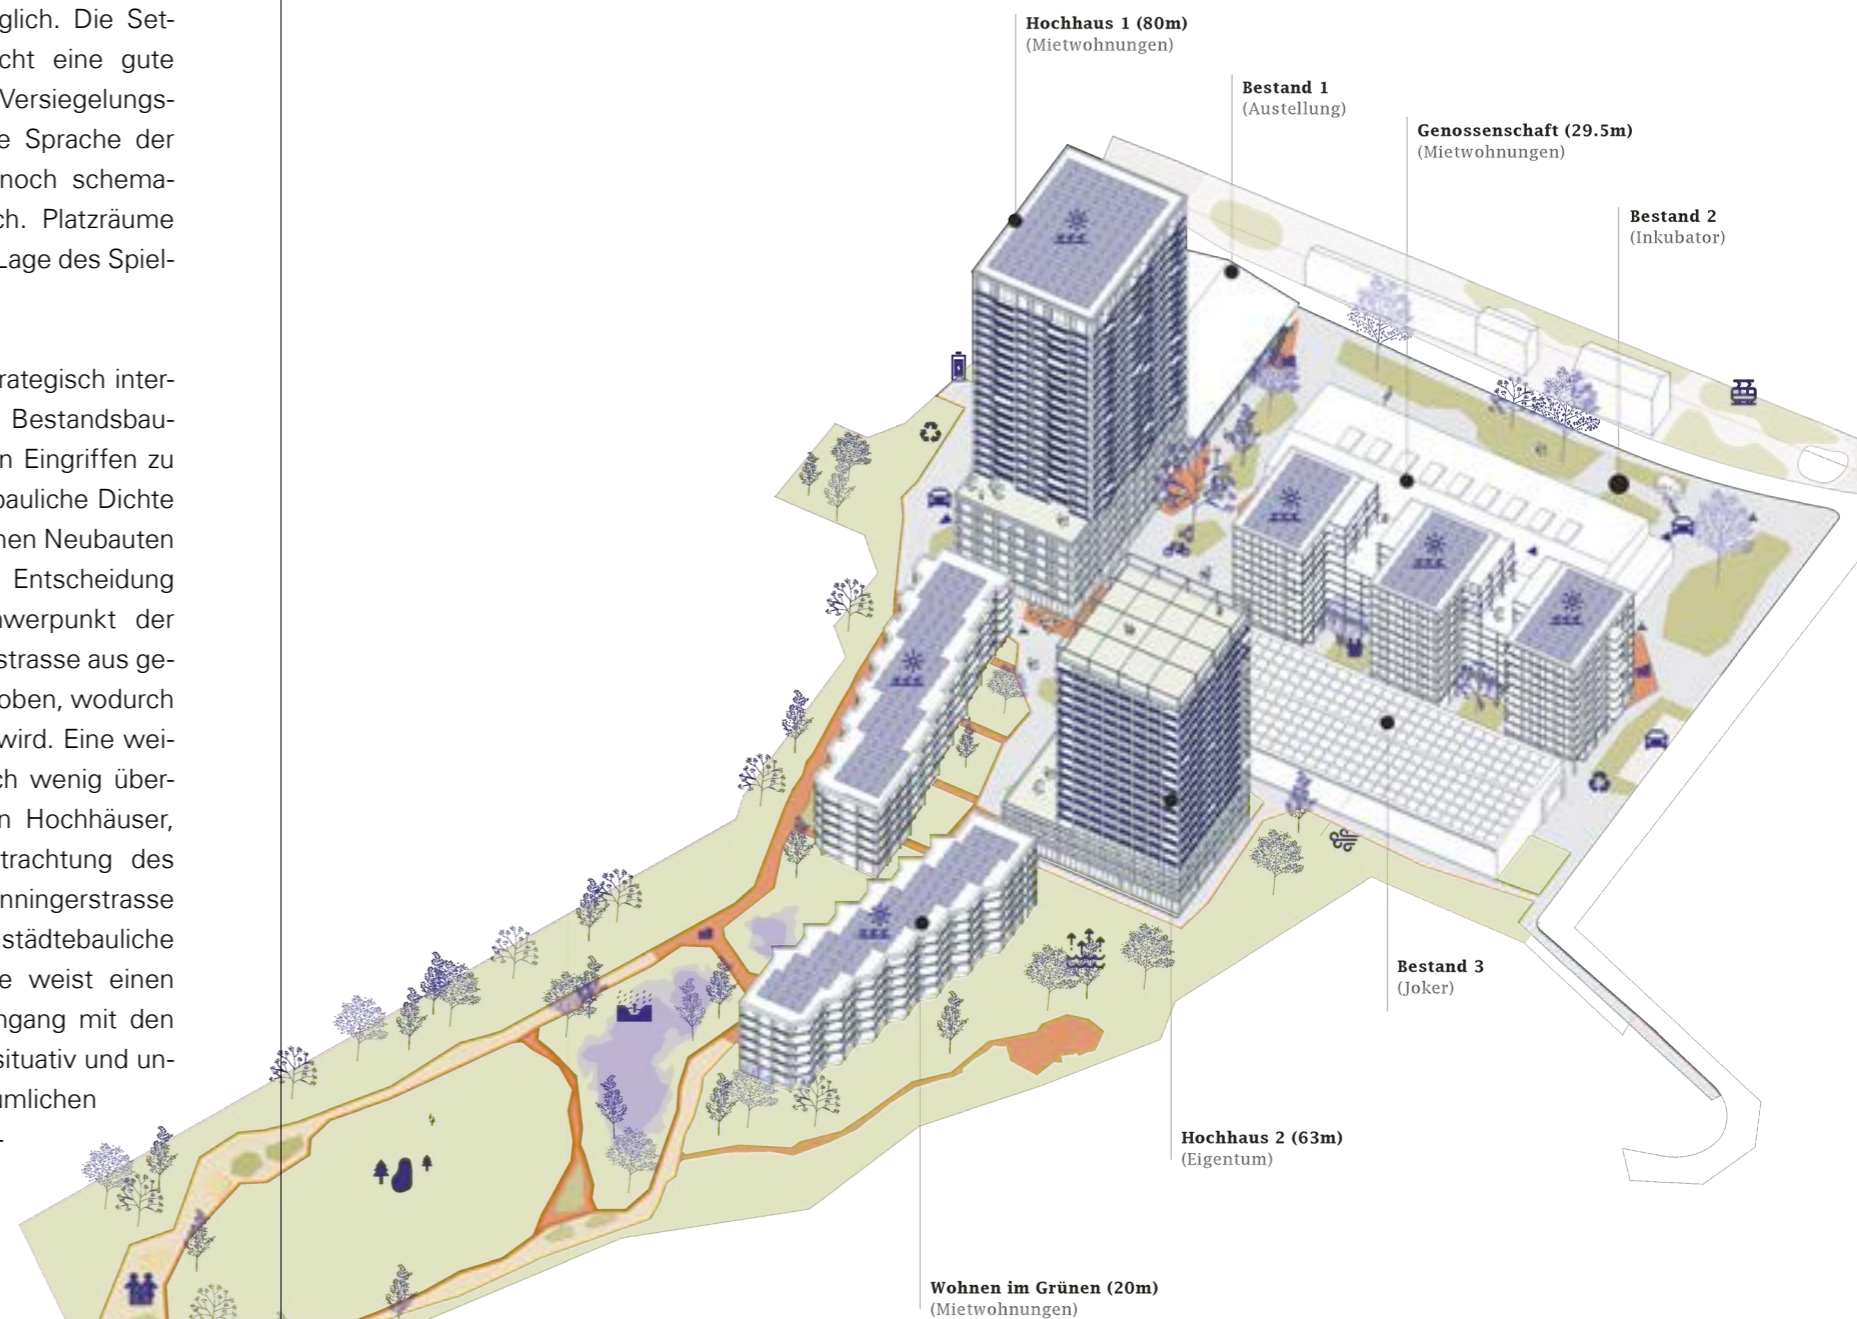 glich. Die Set-
cht eine gute
Versiegelungs-
e Sprache der
noch schema-
ch. Platzräume
Lage des Spiel-
rategisch inter-
Bestandsbau-
n Eingriffen zu
bauliche Dichte
hen Neubauten
Entscheidung
werpunkt der
strasse aus ge-
oben, wodurch
wird. Eine wei-
ch wenig über-
n Hochhäuser,
trachtung des
nningerstrasse
städtebauliche
e weist einen
ngang mit den
situativ und un-
umlichen
-
Hochhaus 1 (80m)
(Mietwohnungen)
Bestand 1
(Austellung)
Genossenschaft (29.5m)
(Mietwohnungen)
Bestand 2
(Inkubator)
Bestand 3
(Joker)
Hochhaus 2 (63m)
(Eigentum)
Wohnen im Grünen (20m)
(Mietwohnungen)